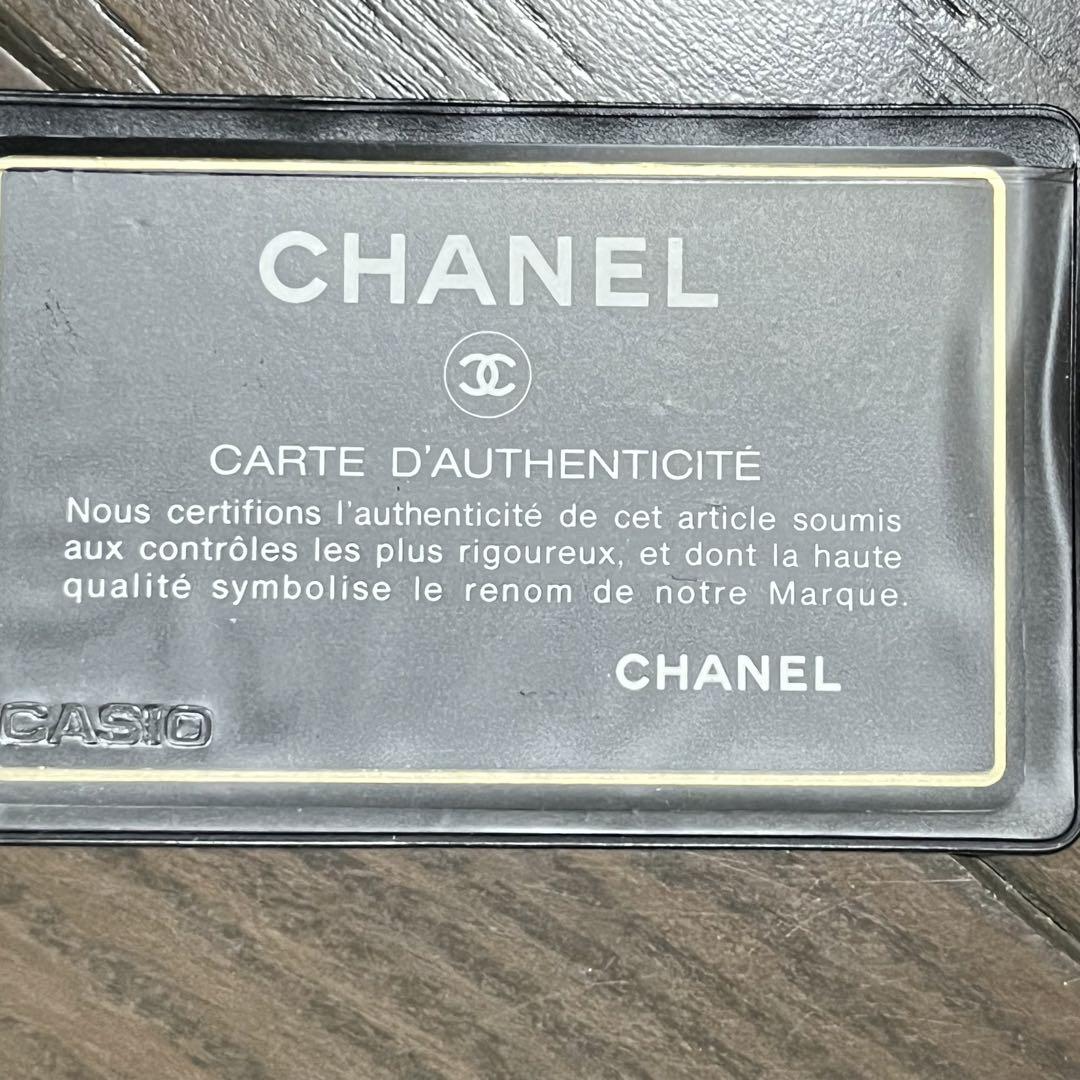 CHANEL
CARTE D'AUTHENTICITÉ
Nous certifions l'authenticité de cet article soumis
aux contrôles les plus rigoureux, et dont la haute
qualité symbolise le renom de notre Marque.
CHANEL
CASIO